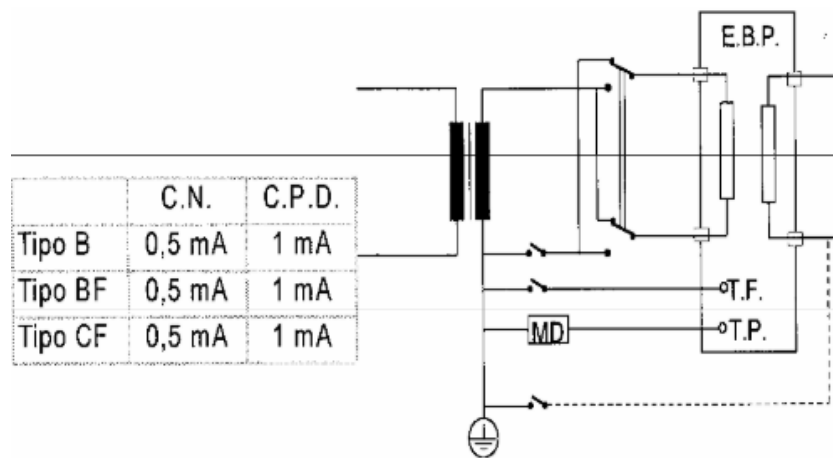 E.B.P.
C.N. C.P.D.
Tipo B 0,5 mA 1 mA
Tipo BF 0,5 mA 1 mA
Tipo CF 0,5 mA 1 mA
T.F.
MD T.P.